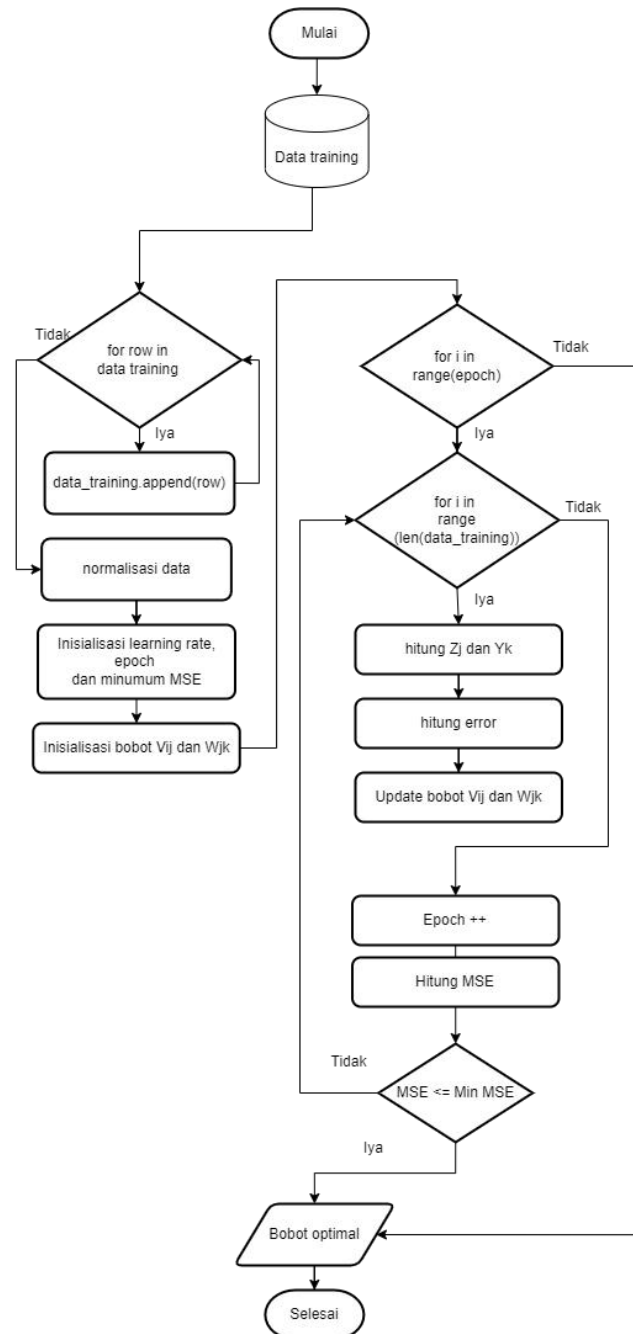 Mulai
Data training
Tidak
for row in
data training
Iya
data_training.append(row)
normalisasi data
Inisialisasi learning rate,
epoch
dan minumum MSE
Inisialisasi bobot Vij dan Wjk
for i in
range(epoch)
Tidak
Iya
for i in
range
(len(data_training))
Tidak
Iya
hitung Zj dan Yk
hitung error
Update bobot Vij dan Wjk
Epoch ++
Hitung MSE
Tidak
MSE <= Min MSE
Iya
Bobot optimal
Selesai